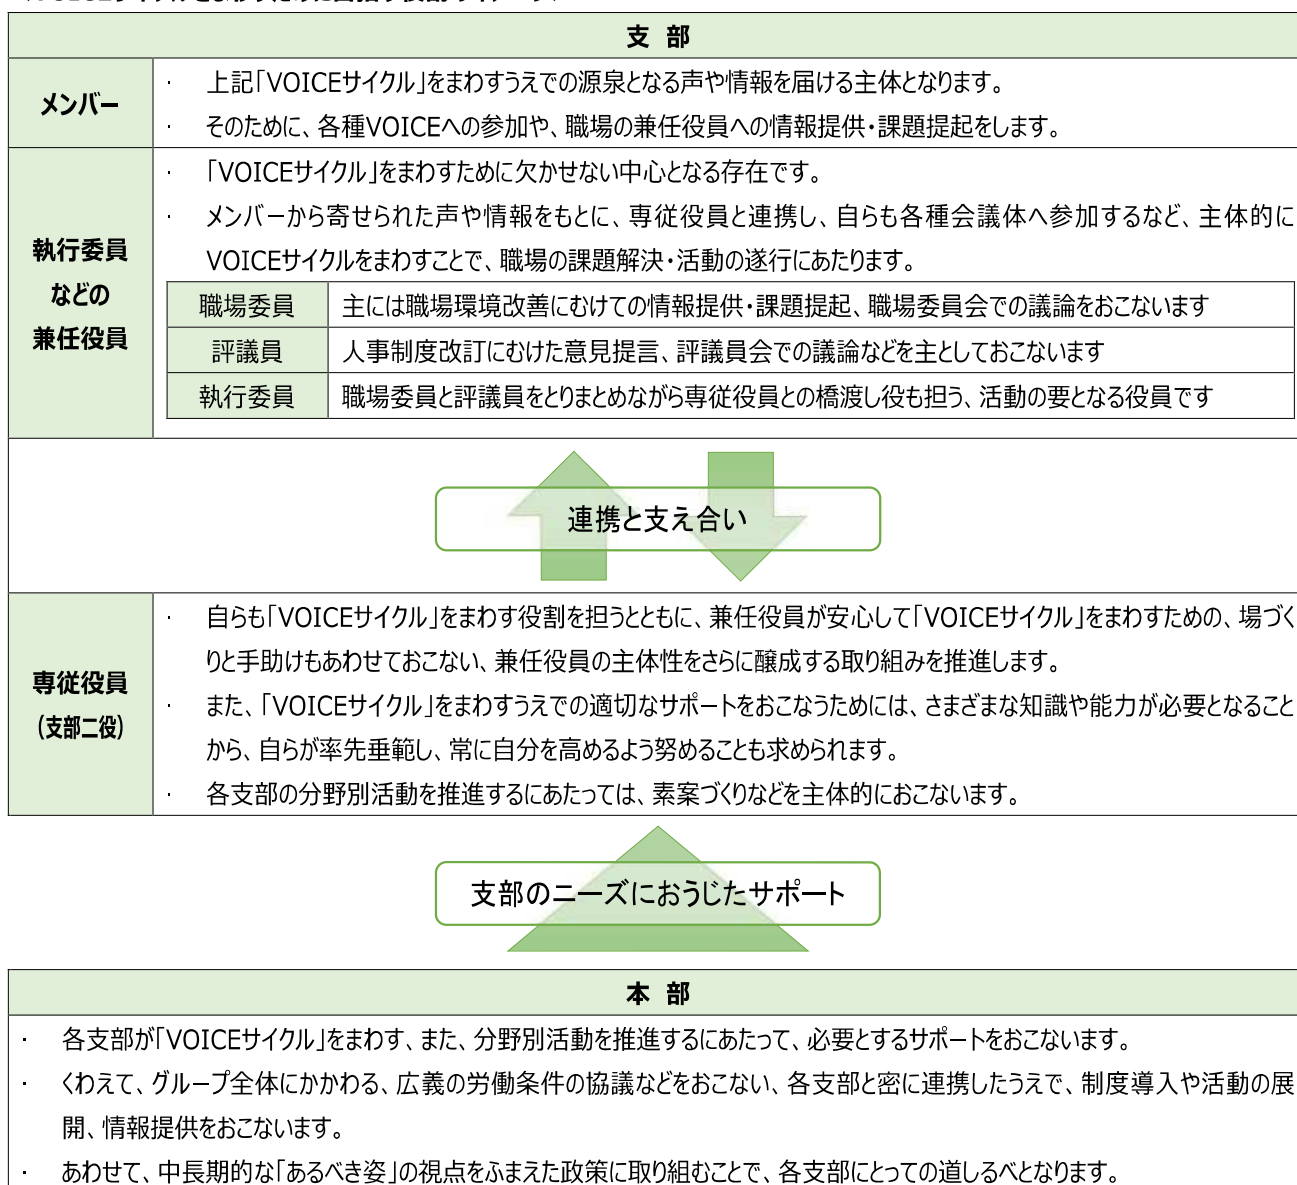 支 部
メンバー
· 上記「VOICEサイクル」をまわすうえでの源泉となる声や情報を届ける主体となります。
· そのために、各種VOICEへの参加や、職場の兼任役員への情報提供・課題提起をします。
執行委員
などの
兼任役員
· 「VOICEサイクル」をまわすために欠かせない中心となる存在です。
· メンバーから寄せられた声や情報をもとに、専従役員と連携し、自らも各種会議体へ参加するなど、主体的に
VOICEサイクルをまわすことで、職場の課題解決・活動の遂行にあたります。
職場委員 主には職場環境改善にむけての情報提供・課題提起、職場委員会での議論をおこないます
評議員 人事制度改訂にむけた意見提言、評議員会での議論などを主としておこないます
執行委員 職場委員と評議員をとりまとめながら専従役員との橋渡し役も担う、活動の要となる役員です
連携と支え合い
専従役員
(支部二役)
· 自らも「VOICEサイクル」をまわす役割を担うとともに、兼任役員が安心して「VOICEサイクル」をまわすための、場づく
りと手助けもあわせておこない、兼任役員の主体性をさらに醸成する取り組みを推進します。
· また、「VOICEサイクル」をまわすうえでの適切なサポートをおこなうためには、さまざまな知識や能力が必要となること
から、自らが率先垂範し、常に自分を高めるよう努めることも求められます。
· 各支部の分野別活動を推進するにあたっては、素案づくりなどを主体的におこないます。
支部のニーズにおうじたサポート
本 部
· 各支部が「VOICEサイクル」をまわす、また、分野別活動を推進するにあたって、必要とするサポートをおこないます。
· くわえて、グループ全体にかかわる、広義の労働条件の協議などをおこない、各支部と密に連携したうえで、制度導入や活動の展
開、情報提供をおこないます。
· あわせて、中長期的な「あるべき姿」の視点をふまえた政策に取り組むことで、各支部にとっての道しるべとなります。